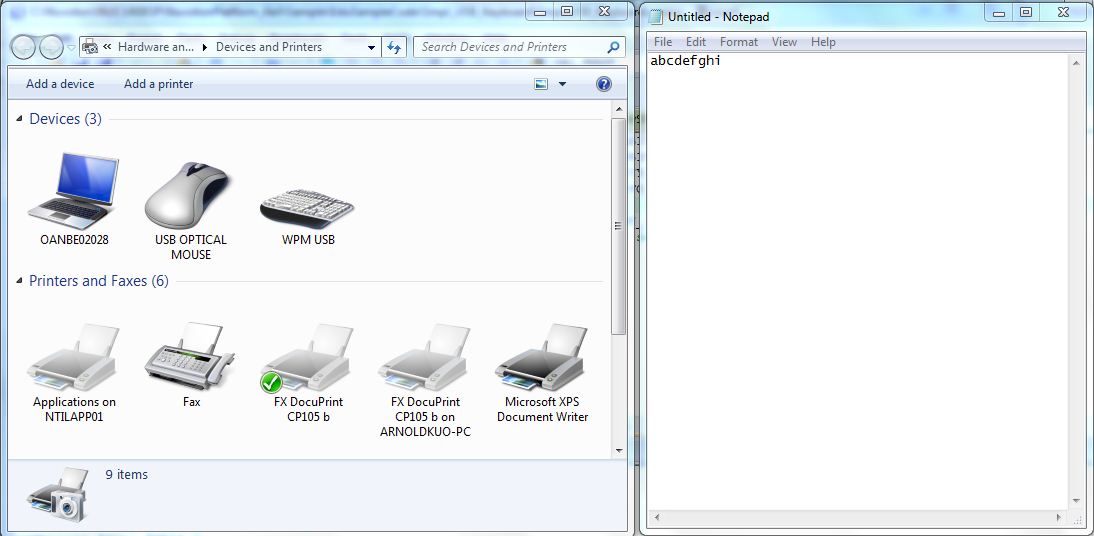 Hardware an... Devices and Printers
Search Devices and Printers
Add a device Add a printer
Devices (3)
OANBE02028
USB OPTICAL
MOUSE
WPM USB
Printers and Faxes (6)
Applications on
NTILAPP01
Fax
FX DocuPrint
CP105 b
FX DocuPrint
CP105 b on
ARNOLDKUO-PC
Microsoft XPS
Document Writer
9 items
Untitled - Notepad
File Edit Format View Help
abcdefghi